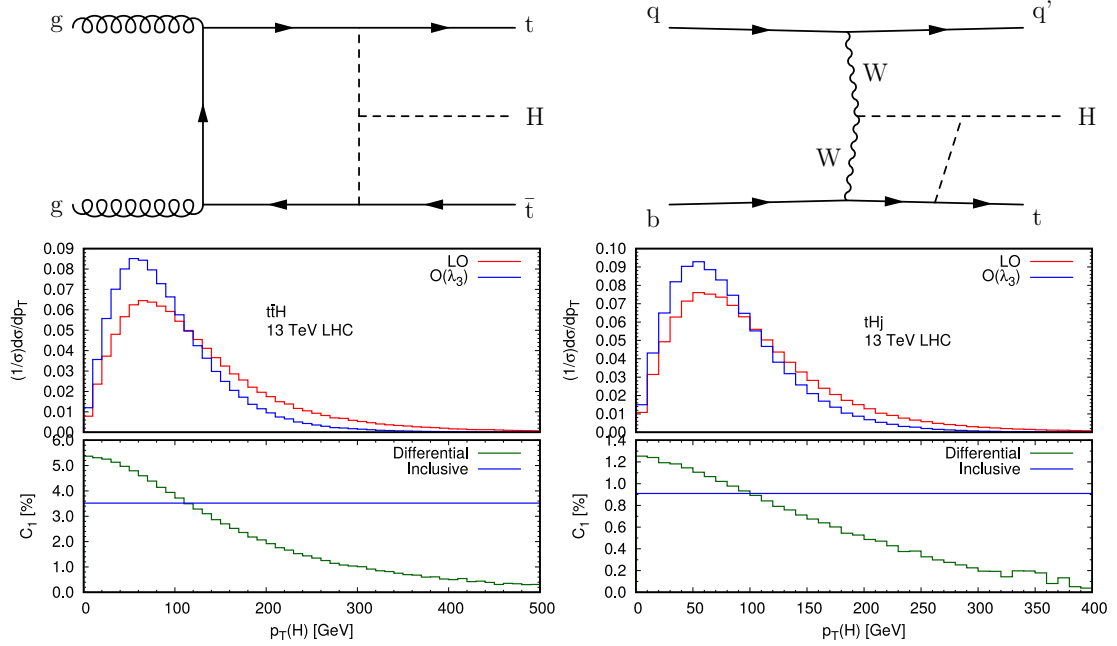 g
t
H
g
t̄
q
q'
W
H
W
b
t
0.09
0.08
0.07
0.06
0.05
0.04
0.03
0.02
0.01
0.00
(1/σ)dσ/dp_T
LO
O(λ₃)
tt̄H
13 TeV LHC
6.0
5.0
4.0
3.0
2.0
1.0
0.0
C₁ [%]
Differential
Inclusive
0 100 200 300 400 500
p_T(H) [GeV]
0.10
0.09
0.08
0.07
0.06
0.05
0.04
0.03
0.02
0.01
0.00
(1/σ)dσ/dp_T
LO
O(λ₃)
tHj
13 TeV LHC
1.4
1.2
1.0
0.8
0.6
0.4
0.2
0.0
C₁ [%]
Differential
Inclusive
0 50 100 150 200 250 300 350 400
p_T(H) [GeV]